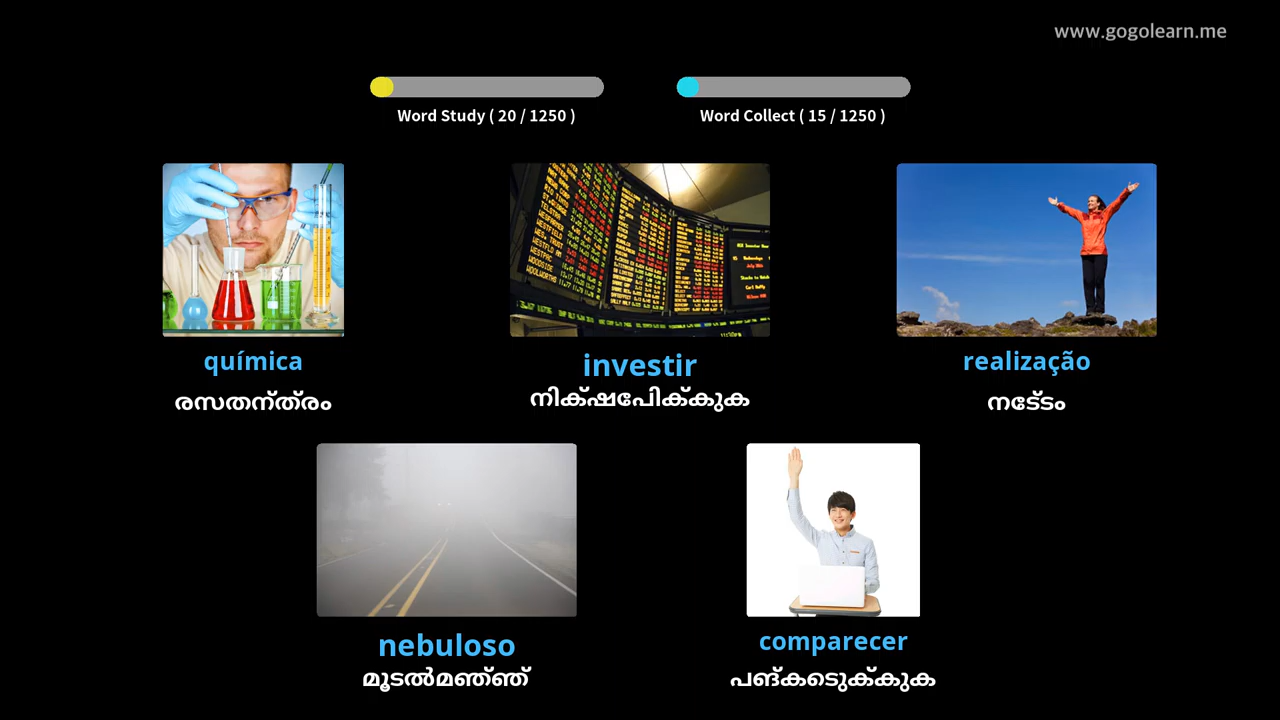 www.gogolearn.me
Word Study ( 20 / 1250 )
Word Collect ( 15 / 1250 )
química
രസതന്ത്രം
investir
നിക്ഷേപിക്കുക
realização
നേട്ടം
nebuloso
മൂടൽമഞ്ഞ്
comparecer
പങ്കെടുക്കുക